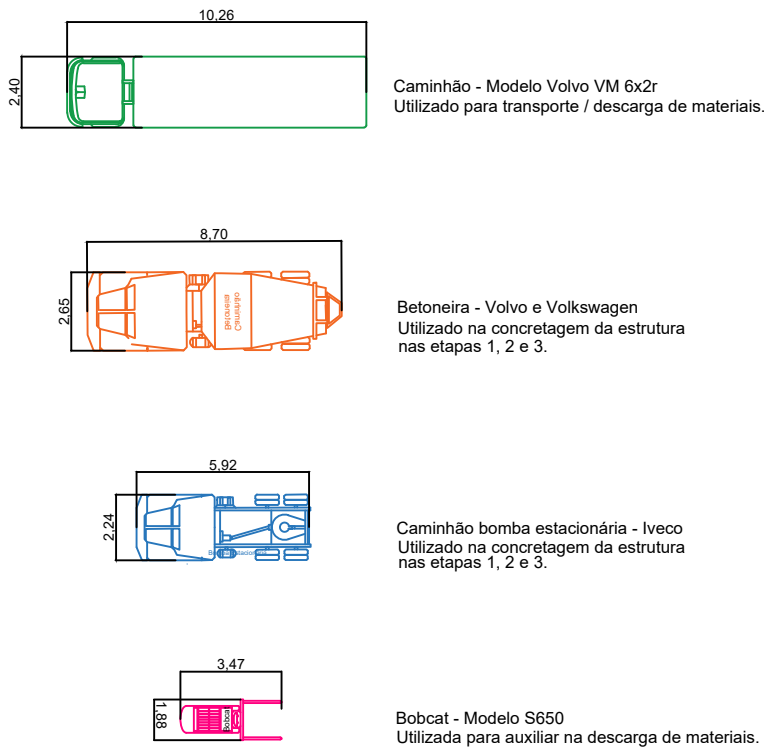 10,26
2,40
Caminhão - Modelo Volvo VM 6x2r
Utilizado para transporte / descarga de materiais.
8,70
2,65
Caminhão
Betoneira
Betoneira - Volvo e Volkswagen
Utilizado na concretagem da estrutura
nas etapas 1, 2 e 3.
5,92
2,24
Caminhão bomba estacionária - Iveco
Utilizado na concretagem da estrutura
nas etapas 1, 2 e 3.
3,47
1,88
Bobcat
Bobcat - Modelo S650
Utilizada para auxiliar na descarga de materiais.